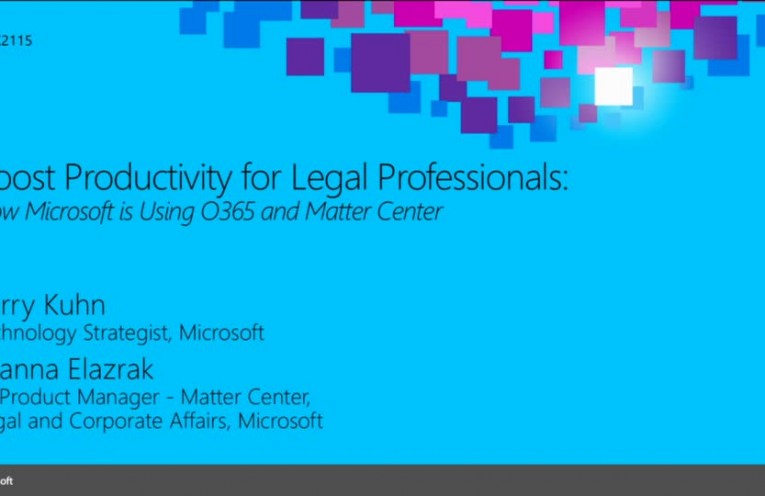 2115
oost Productivity for Legal Professionals:
ow Microsoft is Using O365 and Matter Center
rry Kuhn
chnology Strategist, Microsoft
anna Elazrak
Product Manager - Matter Center,
gal and Corporate Affairs, Microsoft
oft